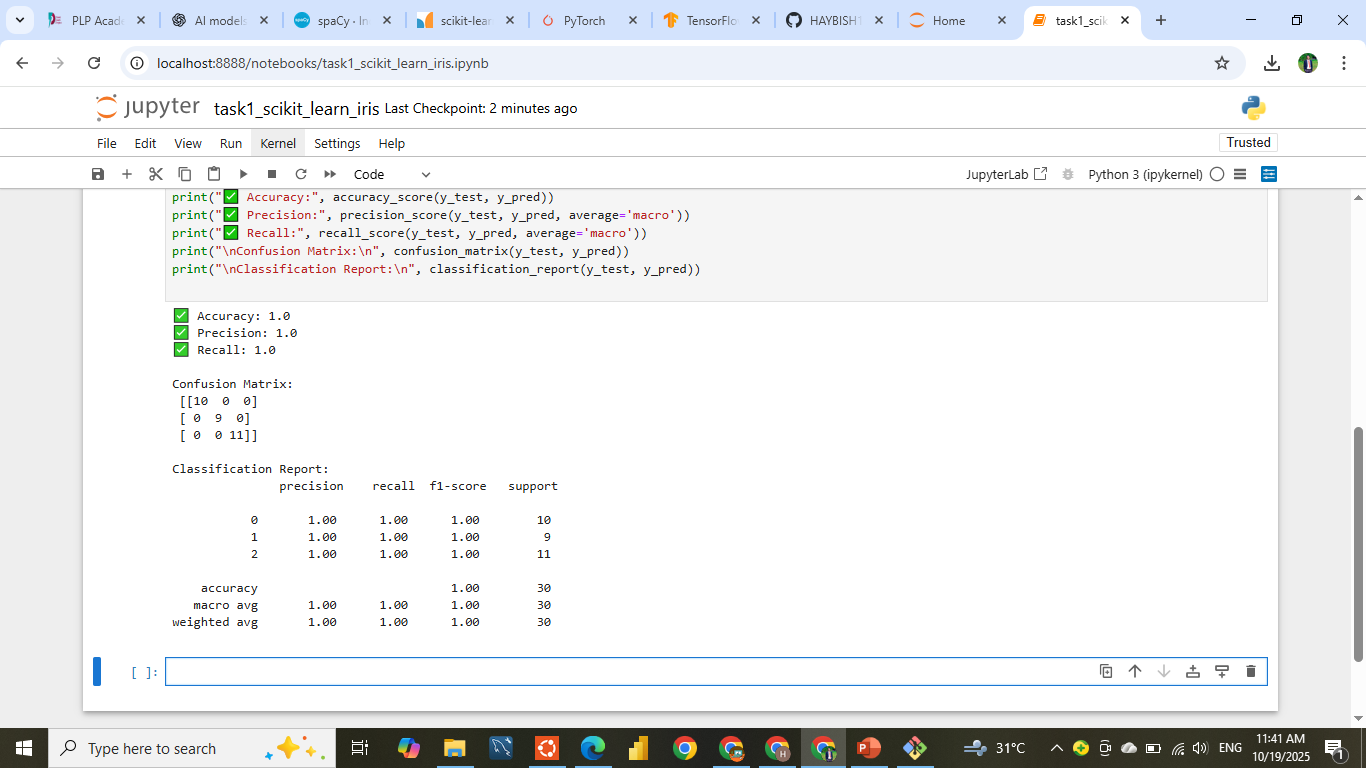 PLP Acade
AI models
spaCy · In
scikit-lear
PyTorch
TensorFlo
HAYBISH1
Home
task1_scik
localhost:8888/notebooks/task1_scikit_learn_iris.ipynb
jupyter task1_scikit_learn_iris Last Checkpoint: 2 minutes ago
File Edit View Run Kernel Settings Help Trusted
Code JupyterLab Python 3 (ipykernel)
print("✅ Accuracy:", accuracy_score(y_test, y_pred))
print("✅ Precision:", precision_score(y_test, y_pred, average='macro'))
print("✅ Recall:", recall_score(y_test, y_pred, average='macro'))
print("\nConfusion Matrix:\n", confusion_matrix(y_test, y_pred))
print("\nClassification Report:\n", classification_report(y_test, y_pred))
✅ Accuracy: 1.0
✅ Precision: 1.0
✅ Recall: 1.0
Confusion Matrix:
[[10 0 0]
[ 0 9 0]
[ 0 0 11]]
Classification Report:
precision recall f1-score support
0 1.00 1.00 1.00 10
1 1.00 1.00 1.00 9
2 1.00 1.00 1.00 11
accuracy 1.00 30
macro avg 1.00 1.00 1.00 30
weighted avg 1.00 1.00 1.00 30
[ ]:
Type here to search
31°C
ENG
11:41 AM
10/19/2025
1